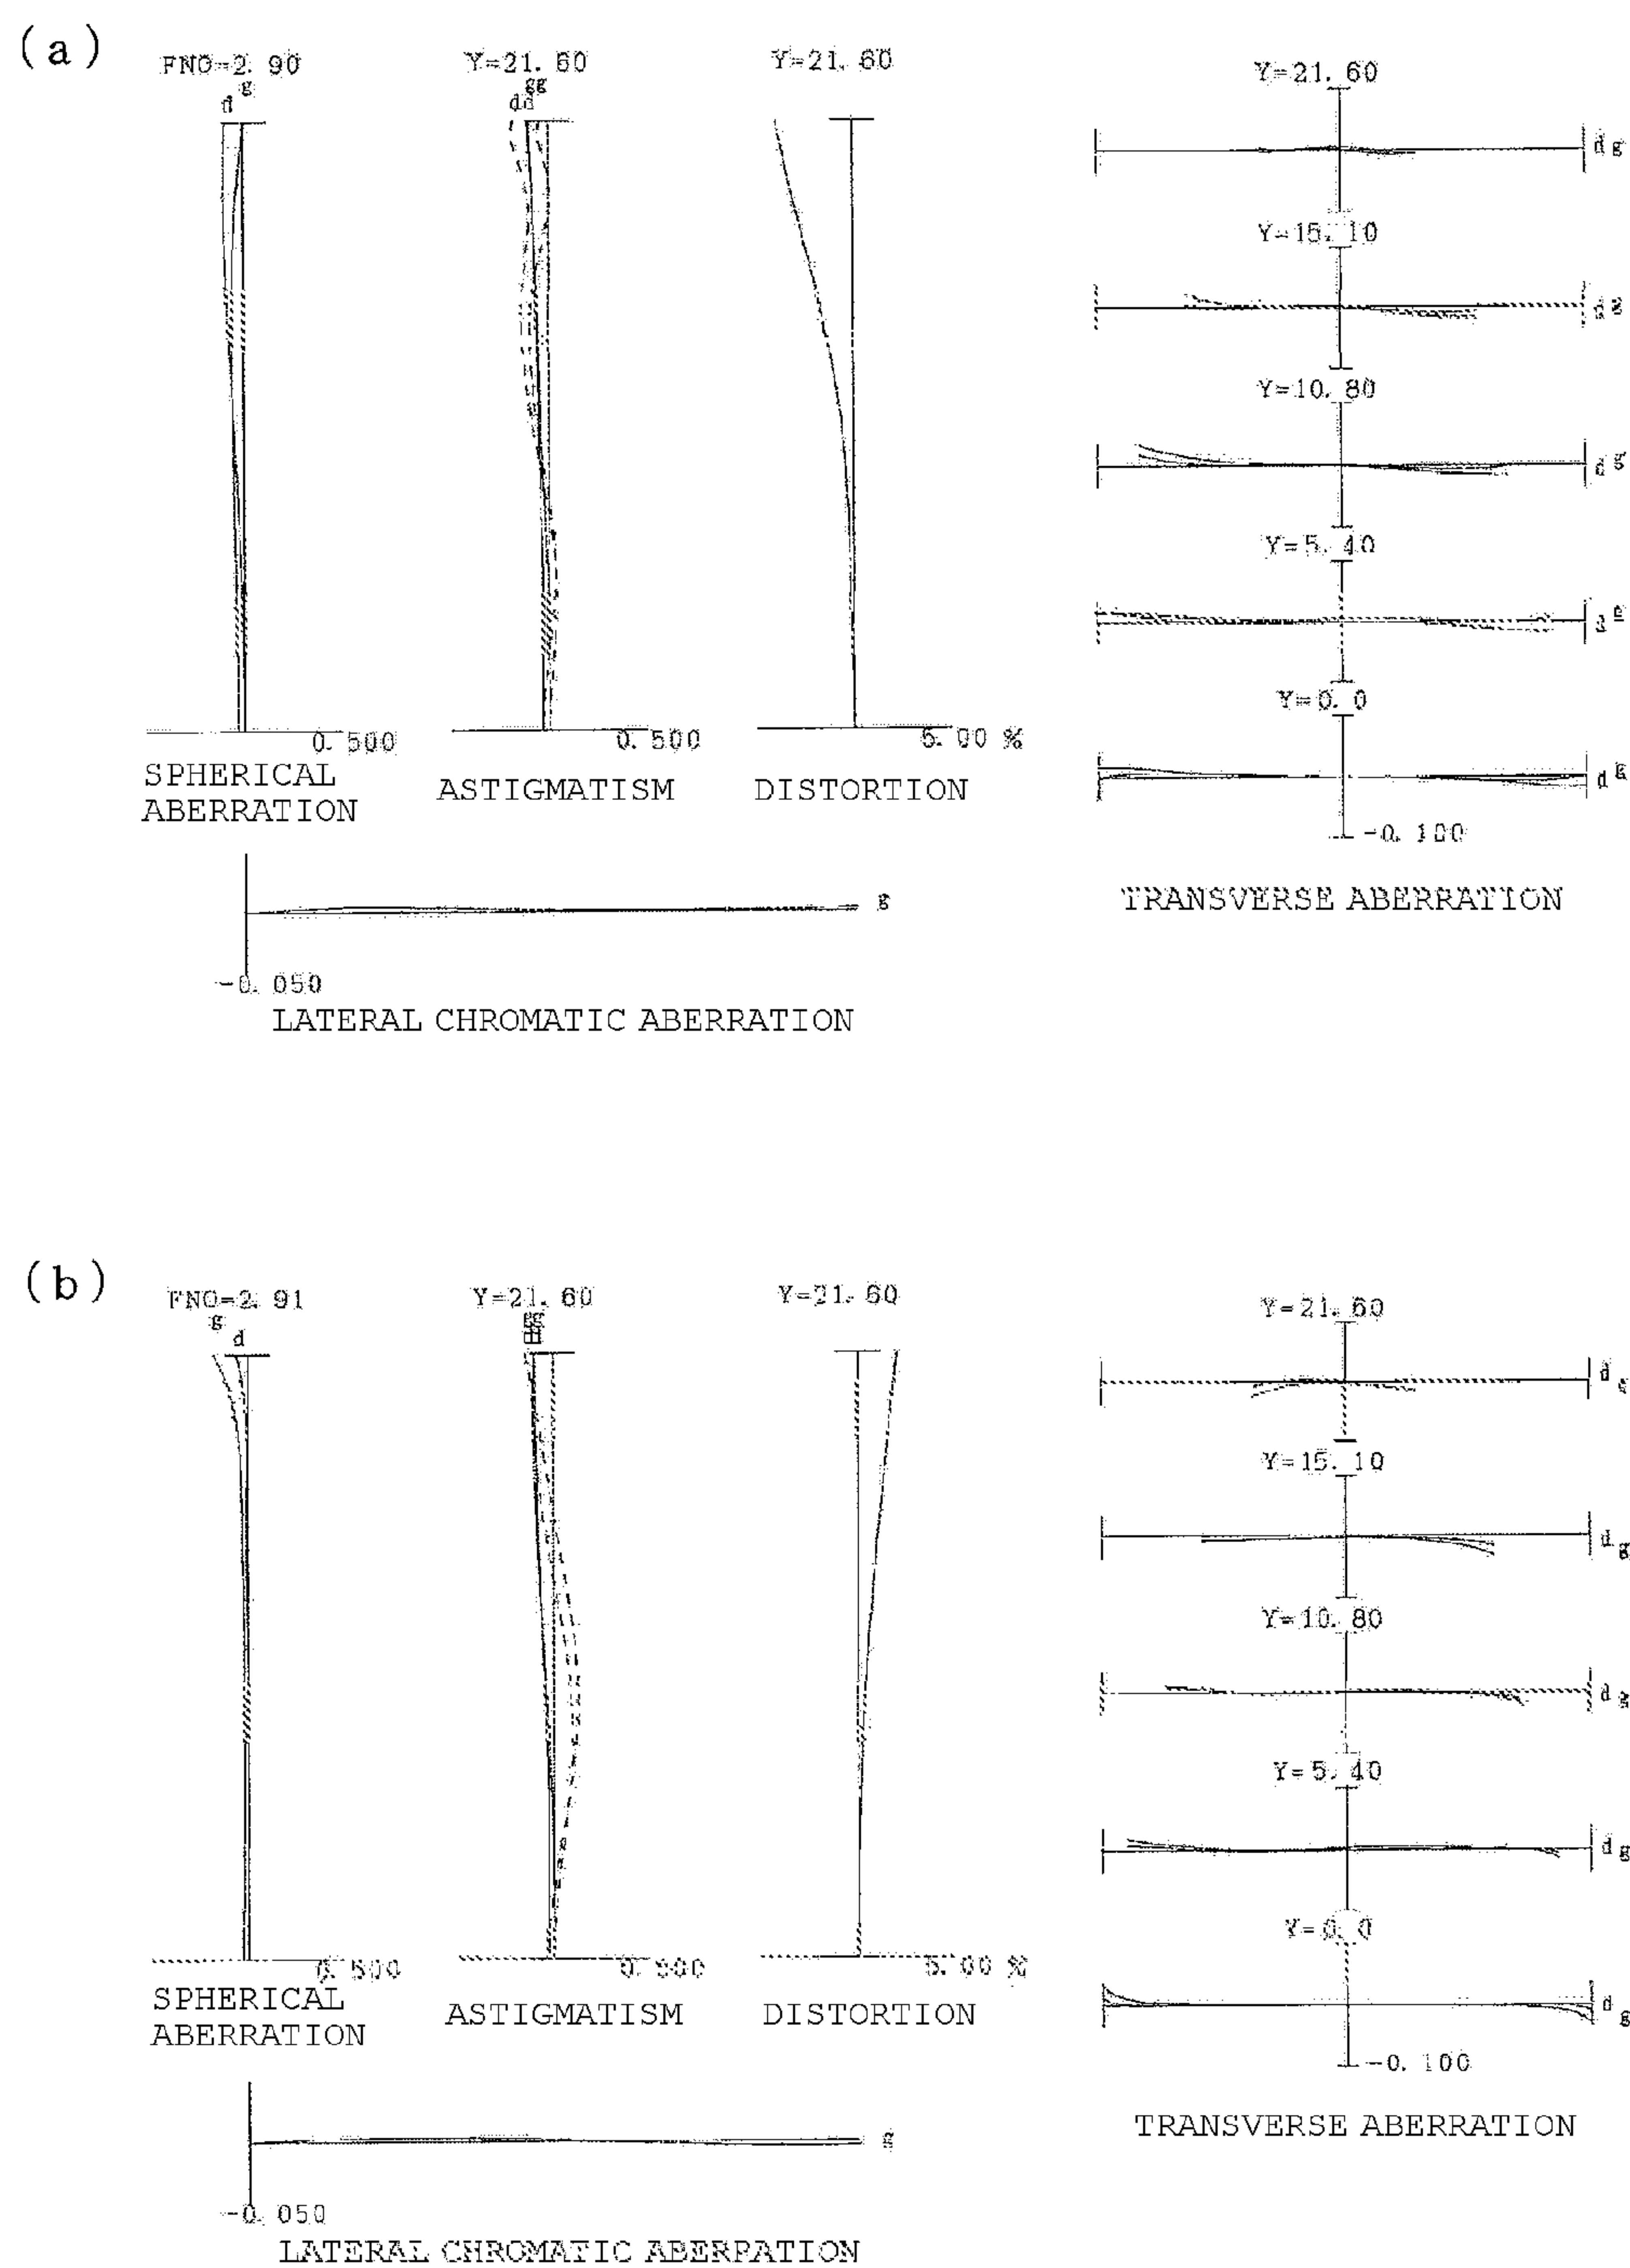 (a)
FNO=2.90
Y=21.60
Y=21.60
g
d
gg
dd
0.500
0.500
5.00 %
SPHERICAL
ABERRATION
ASTIGMATISM
DISTORTION
Y=21.60
d g
Y=15.10
d g
Y=10.80
d g
Y=5.40
g
Y=0.0
d g
-0.100
TRANSVERSE ABERRATION
g
-0.050
LATERAL CHROMATIC ABERRATION
(b)
FNO=2.91
Y=21.60
Y=21.60
g
d
gg
0.500
0.500
5.00 %
SPHERICAL
ABERRATION
ASTIGMATISM
DISTORTION
Y=21.60
d g
Y=15.10
d g
Y=10.80
d g
Y=5.40
d g
Y=0.0
d g
-0.100
TRANSVERSE ABERRATION
g
-0.050
LATERAL CHROMATIC ABERRATION